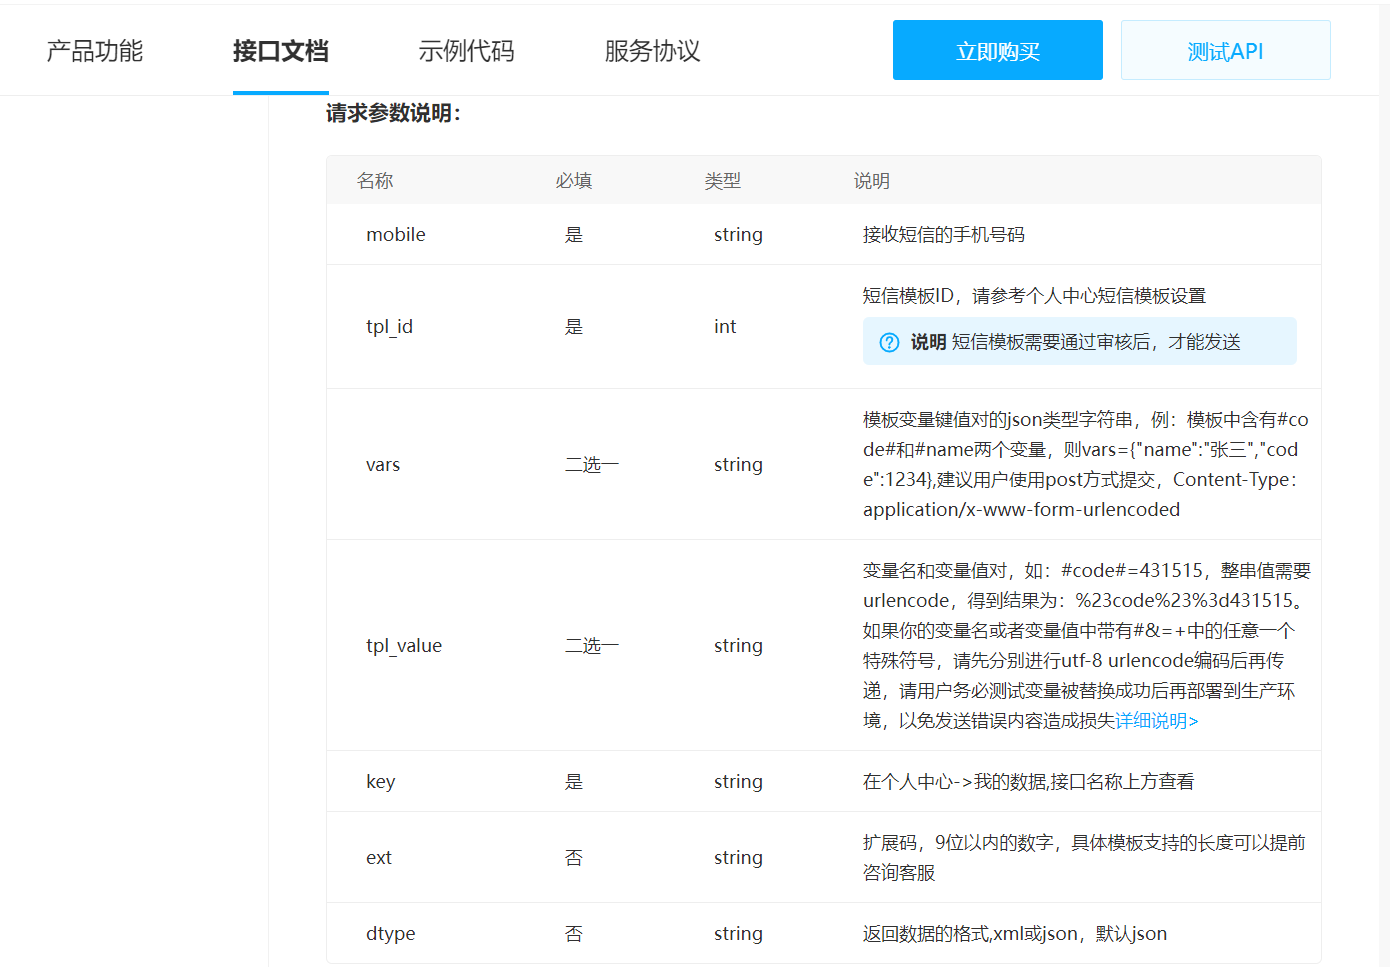 产品功能 接口文档 示例代码 服务协议 立即购买 测试API
请求参数说明：
名称 必填 类型 说明
mobile 是 string 接收短信的手机号码
短信模板ID，请参考个人中心短信模板设置
tpl_id 是 int
说明 短信模板需要通过审核后，才能发送
模板变量键值对的json类型字符串，例：模板中含有#co
de#和#name两个变量，则vars={"name":"张三","cod
vars 二选一 string
e":1234},建议用户使用post方式提交，Content-Type：
application/x-www-form-urlencoded
变量名和变量值对，如：#code#=431515，整串值需要
urlencode，得到结果为：%23code%23%3d431515。
如果你的变量名或者变量值中带有#&=+中的任意一个
tpl_value 二选一 string
特殊符号，请先分别进行utf-8 urlencode编码后再传
递，请用户务必测试变量被替换成功后再部署到生产环
境，以免发送错误内容造成损失详细说明>
key 是 string 在个人中心->我的数据,接口名称上方查看
扩展码，9位以内的数字，具体模板支持的长度可以提前
ext 否 string
咨询客服
dtype 否 string 返回数据的格式,xml或json，默认json